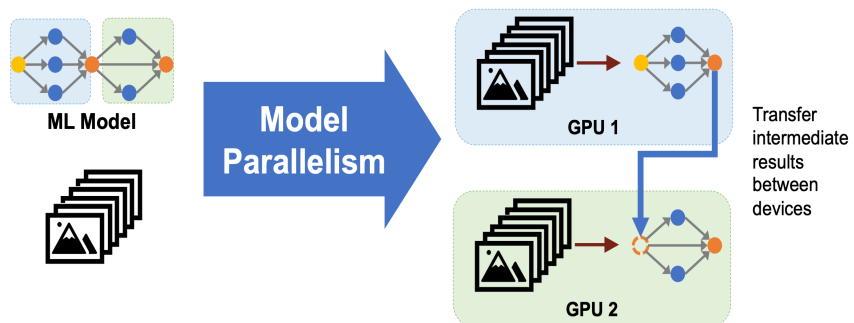 ML Model
Model
Parallelism
GPU 1
GPU 2
Transfer
intermediate
results
between
devices